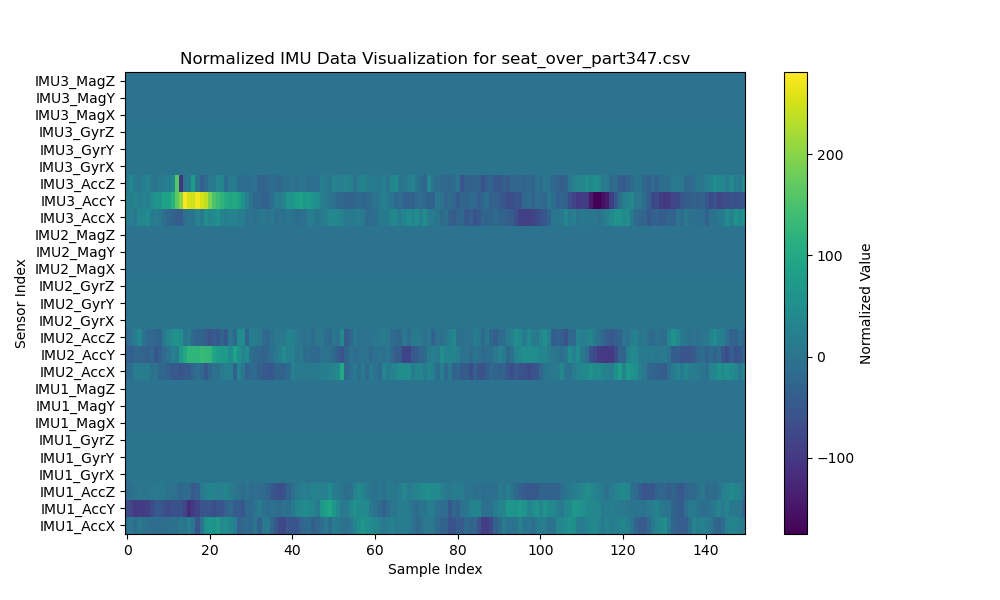 Normalized IMU Data Visualization for seat_over_part347.csv
IMU3_MagZ
IMU3_MagY
IMU3_MagX
IMU3_GyrZ
IMU3_GyrY
IMU3_GyrX
IMU3_AccZ
IMU3_AccY
IMU3_AccX
IMU2_MagZ
IMU2_MagY
IMU2_MagX
IMU2_GyrZ
IMU2_GyrY
IMU2_GyrX
IMU2_AccZ
IMU2_AccY
IMU2_AccX
IMU1_MagZ
IMU1_MagY
IMU1_MagX
IMU1_GyrZ
IMU1_GyrY
IMU1_GyrX
IMU1_AccZ
IMU1_AccY
IMU1_AccX
Sensor Index
0 20 40 60 80 100 120 140
Sample Index
200
100
0
−100
Normalized Value